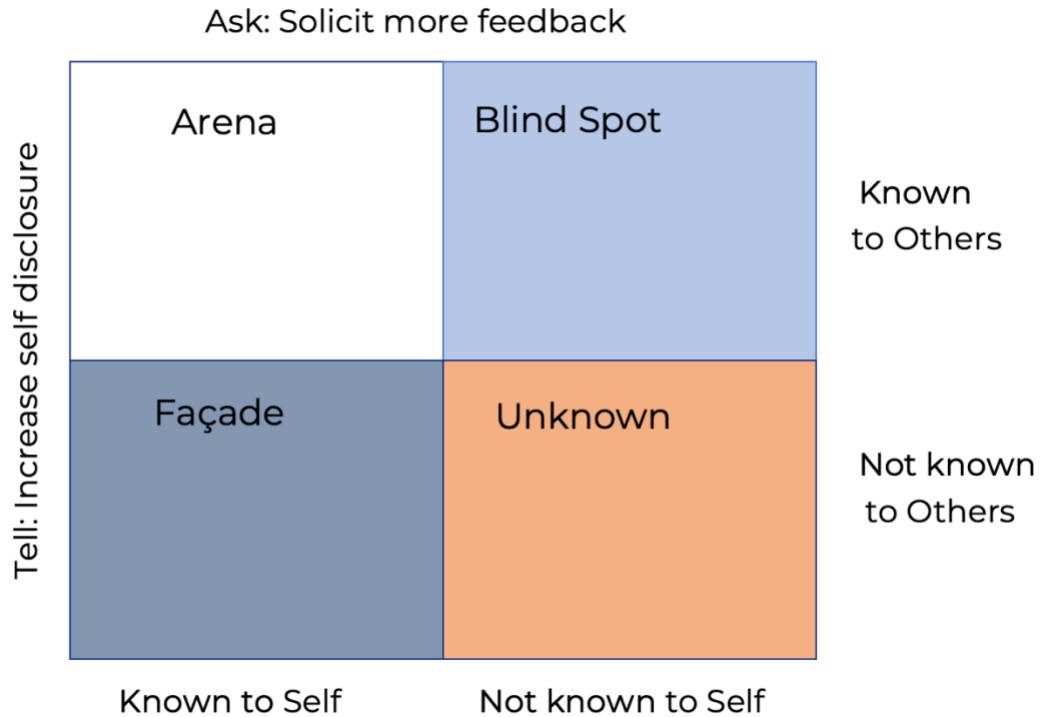 Ask: Solicit more feedback
Tell: Increase self disclosure
Arena
Blind Spot
Known
to Others
Façade
Unknown
Not known
to Others
Known to Self
Not known to Self